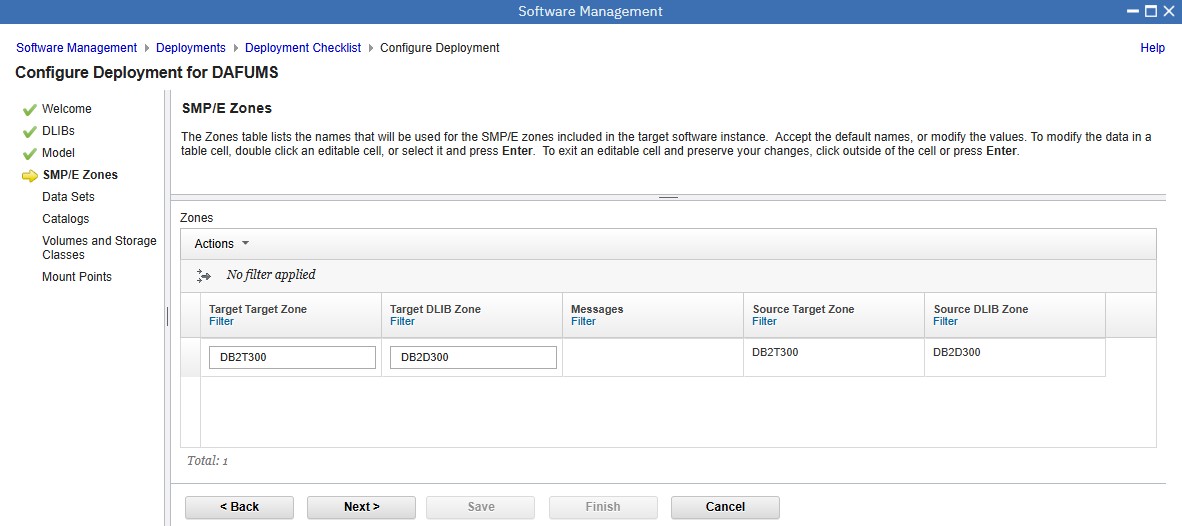 Software Management
Software Management Deployments Deployment Checklist Configure Deployment
Help
Configure Deployment for DAFUMS
Welcome
DLIBs
Model
SMP/E Zones
Data Sets
Catalogs
Volumes and Storage
Classes
Mount Points
SMP/E Zones
The Zones table lists the names that will be used for the SMP/E zones included in the target software instance. Accept the default names, or modify the values. To modify the data in a
table cell, double click an editable cell, or select it and press Enter. To exit an editable cell and preserve your changes, click outside of the cell or press Enter.
Zones
Actions
No filter applied
Target Target Zone Target DLIB Zone Messages Source Target Zone Source DLIB Zone
Filter Filter Filter Filter Filter
DB2T300 DB2D300 DB2T300 DB2D300
Total: 1
< Back Next > Save Finish Cancel